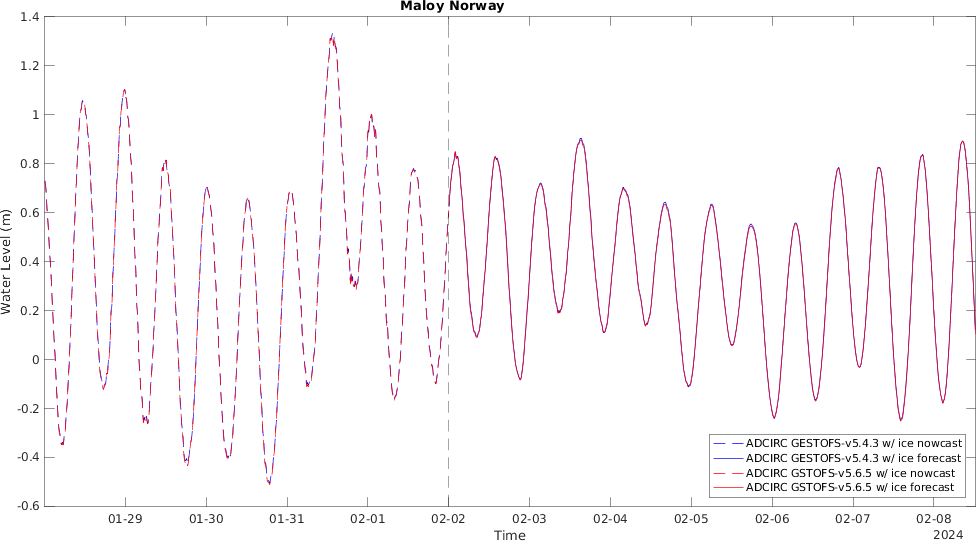 Maloy Norway
1.4
1.2
1
0.8
0.6
0.4
0.2
0
-0.2
-0.4
-0.6
Water Level (m)
01-29 01-30 01-31 02-01 02-02 02-03 02-04 02-05 02-06 02-07 02-08
Time
2024
ADCIRC GESTOFS-v5.4.3 w/ ice nowcast
ADCIRC GESTOFS-v5.4.3 w/ ice forecast
ADCIRC GSTOFS-v5.6.5 w/ ice nowcast
ADCIRC GSTOFS-v5.6.5 w/ ice forecast